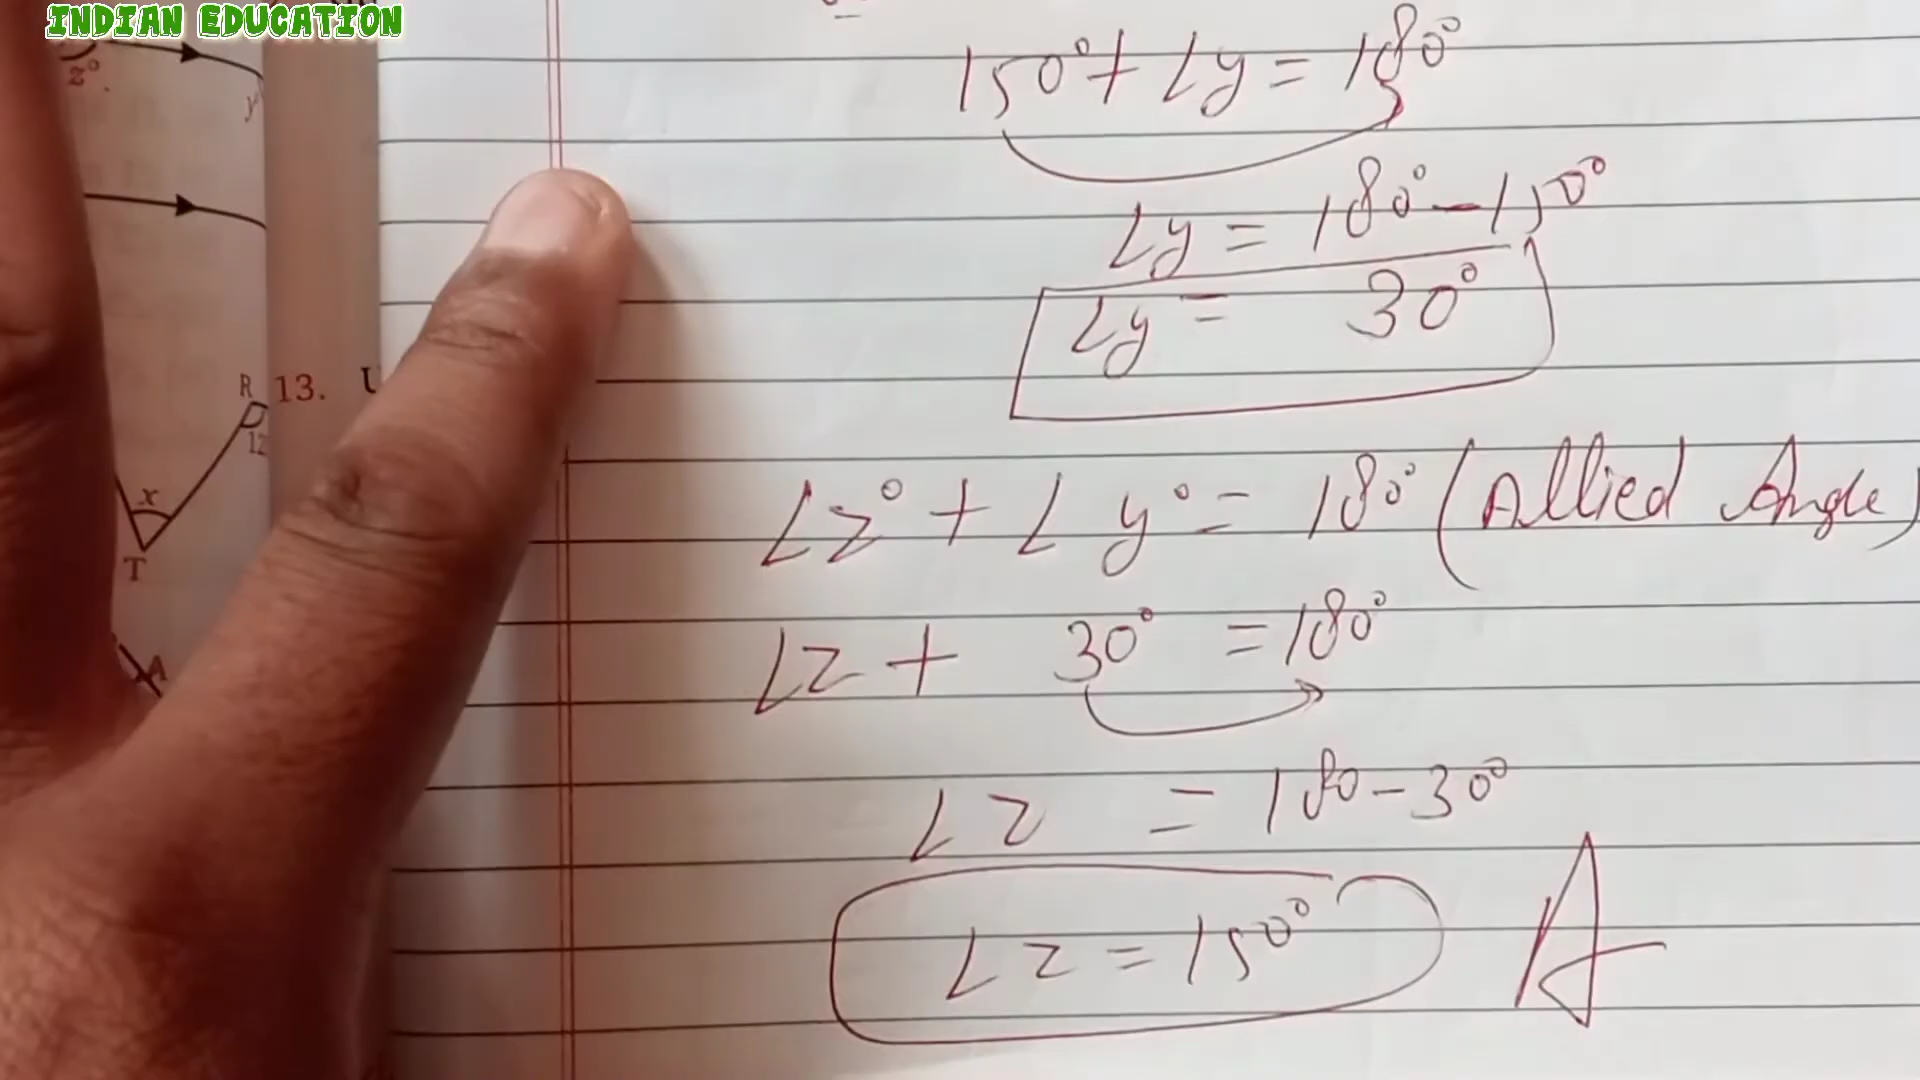 INDIAN EDUCATION
z°.
y
R
13.
x
T
A
150° + ∠y = 180°
∠y = 180° - 150°
∠y = 30°
∠z° + ∠y° = 180° (Allied Angle)
∠z + 30° = 180°
∠z = 180 - 30°
∠z = 150°